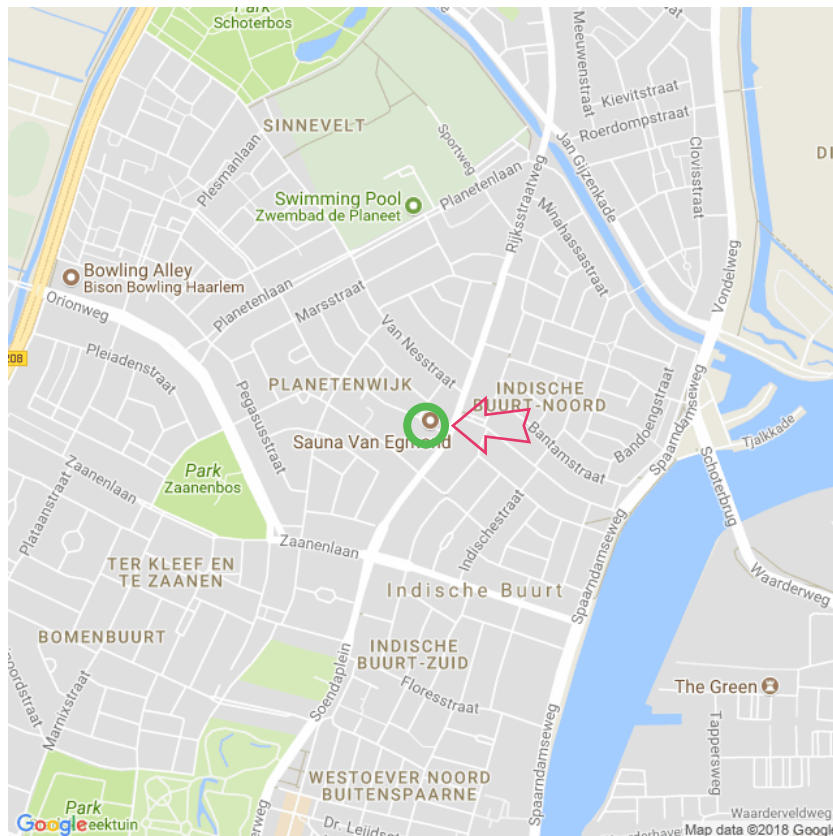 Park
Schoterbos
Meeuwenstraat
Kievitstraat
Roerdompstraat
SINNEVELT
Sportweg
Jan Gijzenkade
Clovisstraat
Plesmanlaan
Planetenlaan
Rijksstraatweg
Swimming Pool
Zwembad de Planeet
Minahassastraat
Vondelweg
Bowling Alley
Bison Bowling Haarlem
Orionweg
Planetenlaan
Marsstraat
Van Nesstraat
208
Pleiadenstraat
Pegasusstraat
PLANETENWIJK
INDISCHE
BUURT-NOORD
Bandoengstraat
Spaarndamseweg
Tjalkkade
Sauna Van Egmond
Bantamstraat
Schoterbrug
Park
Zaanenbos
Zaanenlaan
Plataanstraat
Indischestraat
Zaanenlaan
Spaarndamseweg
TER KLEEF EN
TE ZAANEN
Indische Buurt
Waarderweg
BOMENBUURT
INDISCHE
BUURT-ZUID
Soendaplein
Floresstraat
Marnixstraat
The Green
Tappersweg
Spaarndamseweg
WESTOEVER NOORD
BUITENSPAARNE
Park
Google
Waarderveldweg
Map data ©2018 Google